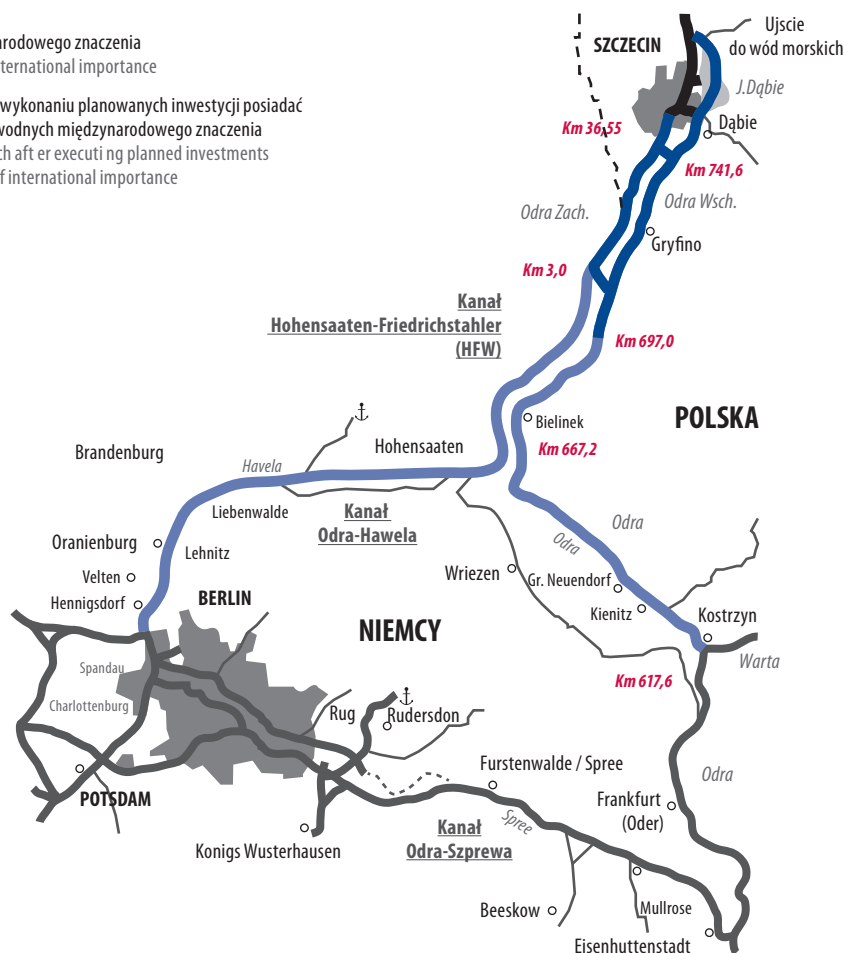 arodowego znaczenia
nternational importance
wykonaniu planowanych inwestycji posiadać
wodnych międzynarodowego znaczenia
ch aft er executi ng planned investments
f international importance
Ujscie
do wód morskich
SZCZECIN
J.Dąbie
Dąbie
Km 36,55
Km 741,6
Odra Zach.
Odra Wsch.
Gryfino
Km 3,0
Kanał
Hohensaaten-Friedrichstahler
(HFW)
Km 697,0
POLSKA
Bielinek
Km 667,2
Hohensaaten
Brandenburg
Havela
Liebenwalde
Kanał
Odra-Hawela
Odra
Odra
Oranienburg
Lehnitz
Velten
Wriezen
Gr. Neuendorf
Hennigsdorf
BERLIN
Kienitz
Kostrzyn
NIEMCY
Warta
Spandau
Km 617,6
Charlottenburg
Rug
Rudersdon
POTSDAM
Furstenwalde / Spree
Odra
Frankfurt
(Oder)
Spree
Kanał
Odra-Szprewa
Konigs Wusterhausen
Beeskow
Mullrose
Eisenhuttenstadt